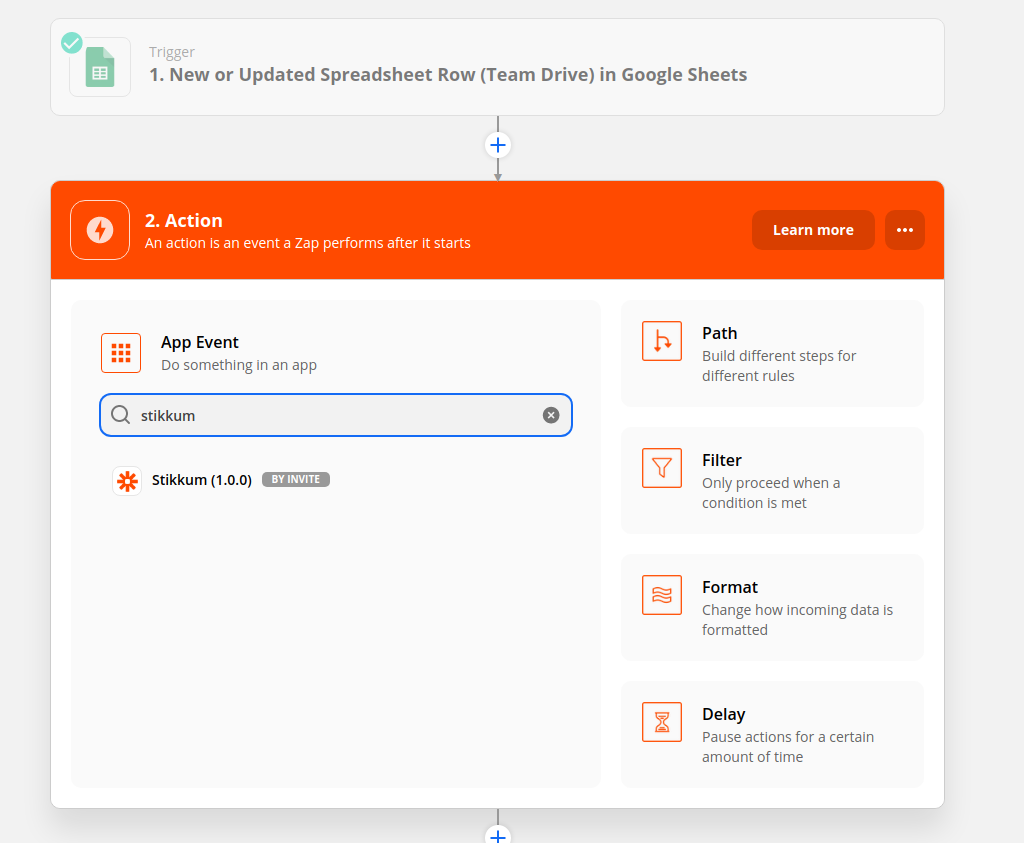 Trigger
1. New or Updated Spreadsheet Row (Team Drive) in Google Sheets
2. Action
An action is an event a Zap performs after it starts
Learn more
App Event
Do something in an app
stikkum
Stikkum (1.0.0) BY INVITE
Path
Build different steps for
different rules
Filter
Only proceed when a
condition is met
Format
Change how incoming data is
formatted
Delay
Pause actions for a certain
amount of time